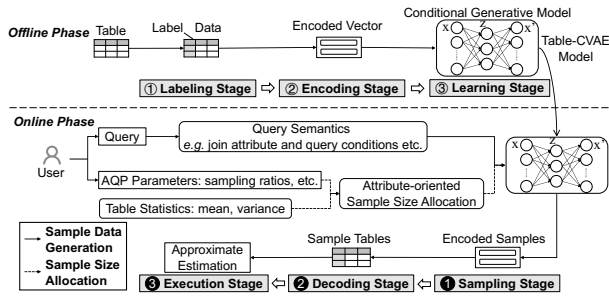 Conditional Generative Model
Offline Phase
Table
Label
Data
Encoded Vector
X
Z
X'
Table-CVAE
Model
① Labeling Stage
② Encoding Stage
③ Learning Stage
Online Phase
Query
Query Semantics
e.g. join attribute and query conditions etc.
User
AQP Parameters: sampling ratios, etc.
Table Statistics: mean, variance
Attribute-oriented
Sample Size Allocation
X
Z
X'
Sample Data
Generation
Sample Size
Allocation
Approximate
Estimation
Sample Tables
Encoded Samples
❸ Execution Stage
❷ Decoding Stage
❶ Sampling Stage